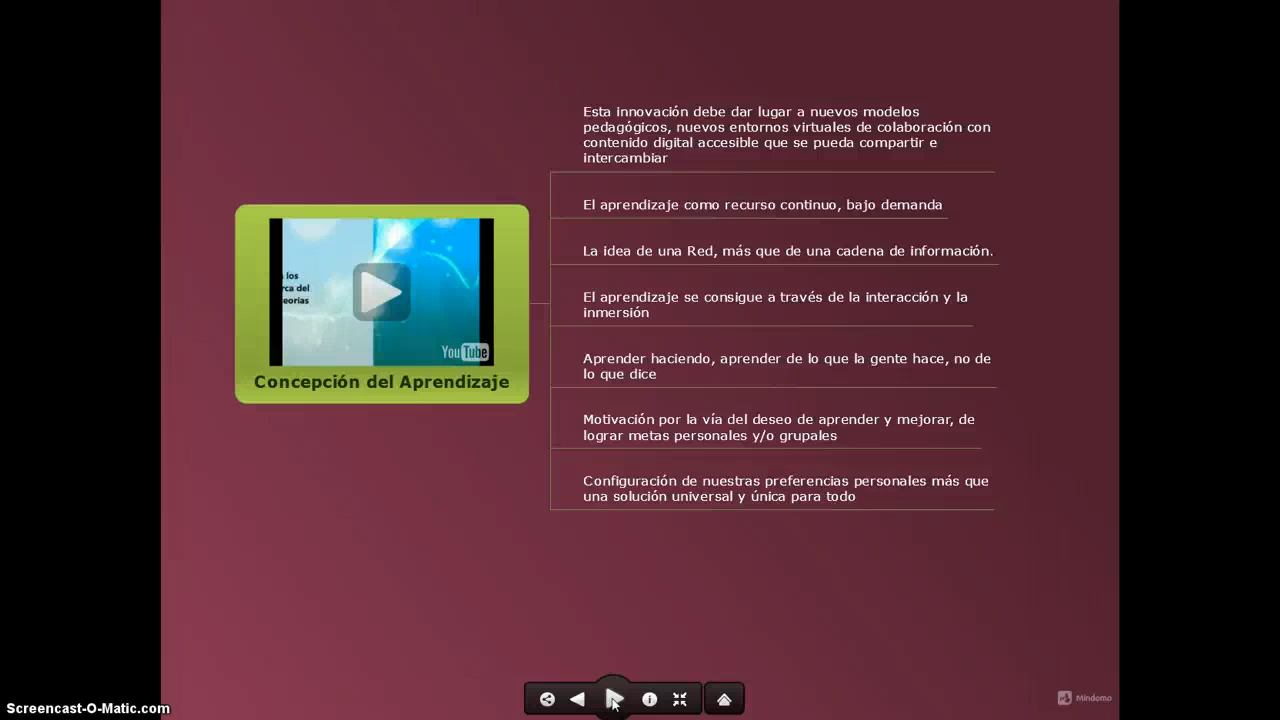 Esta innovación debe dar lugar a nuevos modelos
pedagógicos, nuevos entornos virtuales de colaboración con
contenido digital accesible que se pueda compartir e
intercambiar
El aprendizaje como recurso continuo, bajo demanda
La idea de una Red, más que de una cadena de información.
El aprendizaje se consigue a través de la interacción y la
inmersión
Aprender haciendo, aprender de lo que la gente hace, no de
lo que dice
Motivación por la vía del deseo de aprender y mejorar, de
lograr metas personales y/o grupales
Configuración de nuestras preferencias personales más que
una solución universal y única para todo
los
rca del
eorias
YouTube
Concepción del Aprendizaje
Mindomo
Screencast-O-Matic.com